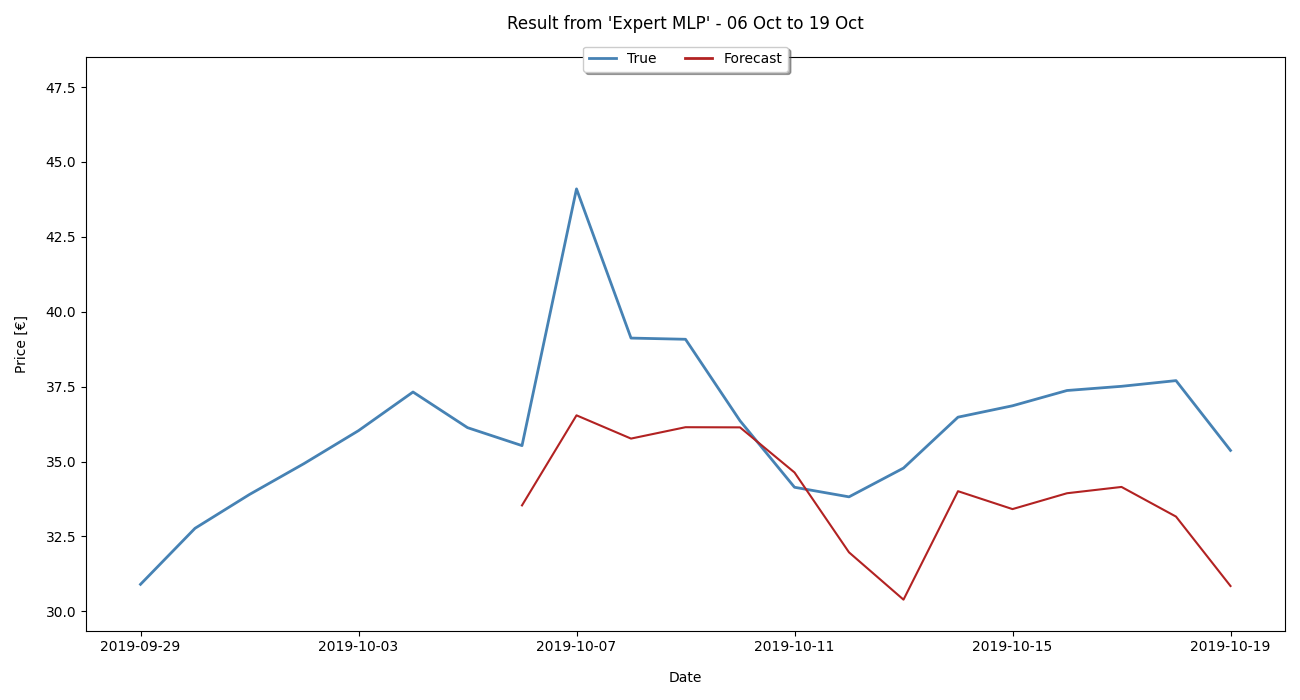 Result from 'Expert MLP' - 06 Oct to 19 Oct
True Forecast
47.5
45.0
42.5
40.0
37.5
35.0
32.5
30.0
Price [€]
2019-09-29 2019-10-03 2019-10-07 2019-10-11 2019-10-15 2019-10-19
Date